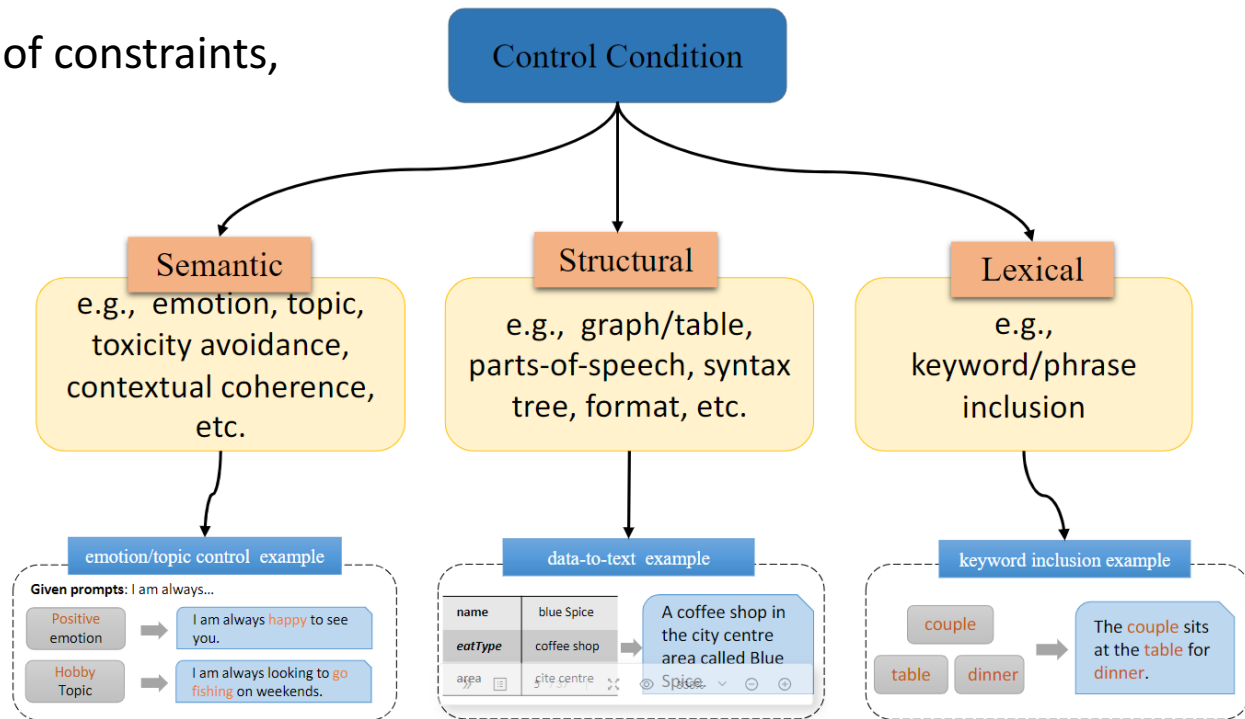 of constraints,
Control Condition
Semantic
e.g., emotion, topic,
toxicity avoidance,
contextual coherence,
etc.
Structural
e.g., graph/table,
parts-of-speech, syntax
tree, format, etc.
Lexical
e.g.,
keyword/phrase
inclusion
emotion/topic control example
Given prompts: I am always...
Positive
emotion
I am always happy to see
you.
Hobby
Topic
I am always looking to go
fishing on weekends.
data-to-text example
name blue Spice
eatType coffee shop
area cite centre
A coffee shop in
the city centre
area called Blue
Spice.
5
keyword inclusion example
couple
table dinner
The couple sits
at the table for
dinner.